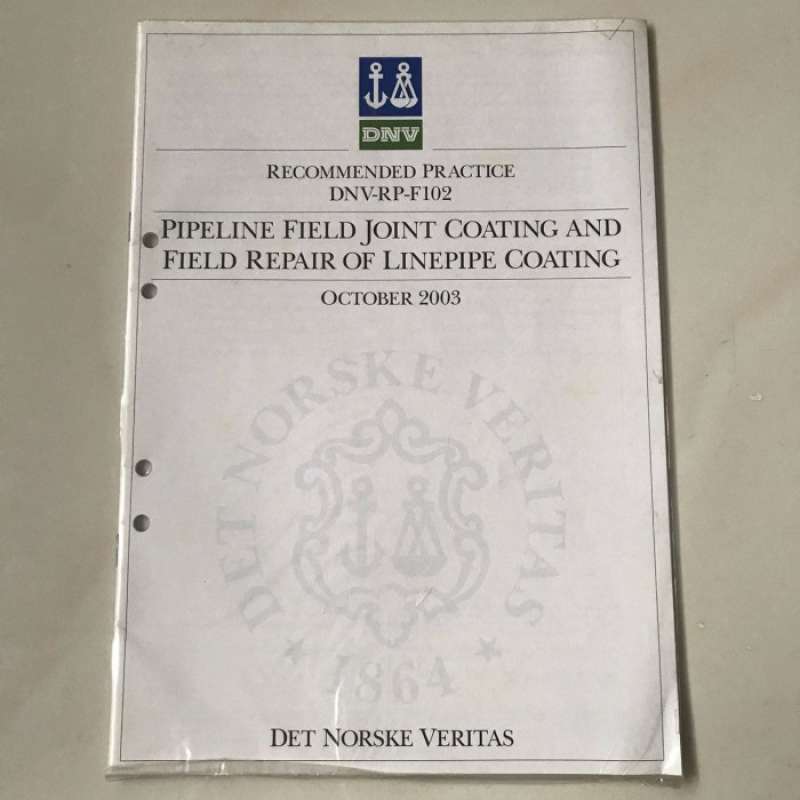 DNV
RECOMMENDED PRACTICE
DNV-RP-F102
PIPELINE FIELD JOINT COATING AND
FIELD REPAIR OF LINEPIPE COATING
OCTOBER 2003
DET NORSKE VERITAS
1864
DET NORSKE VERITAS